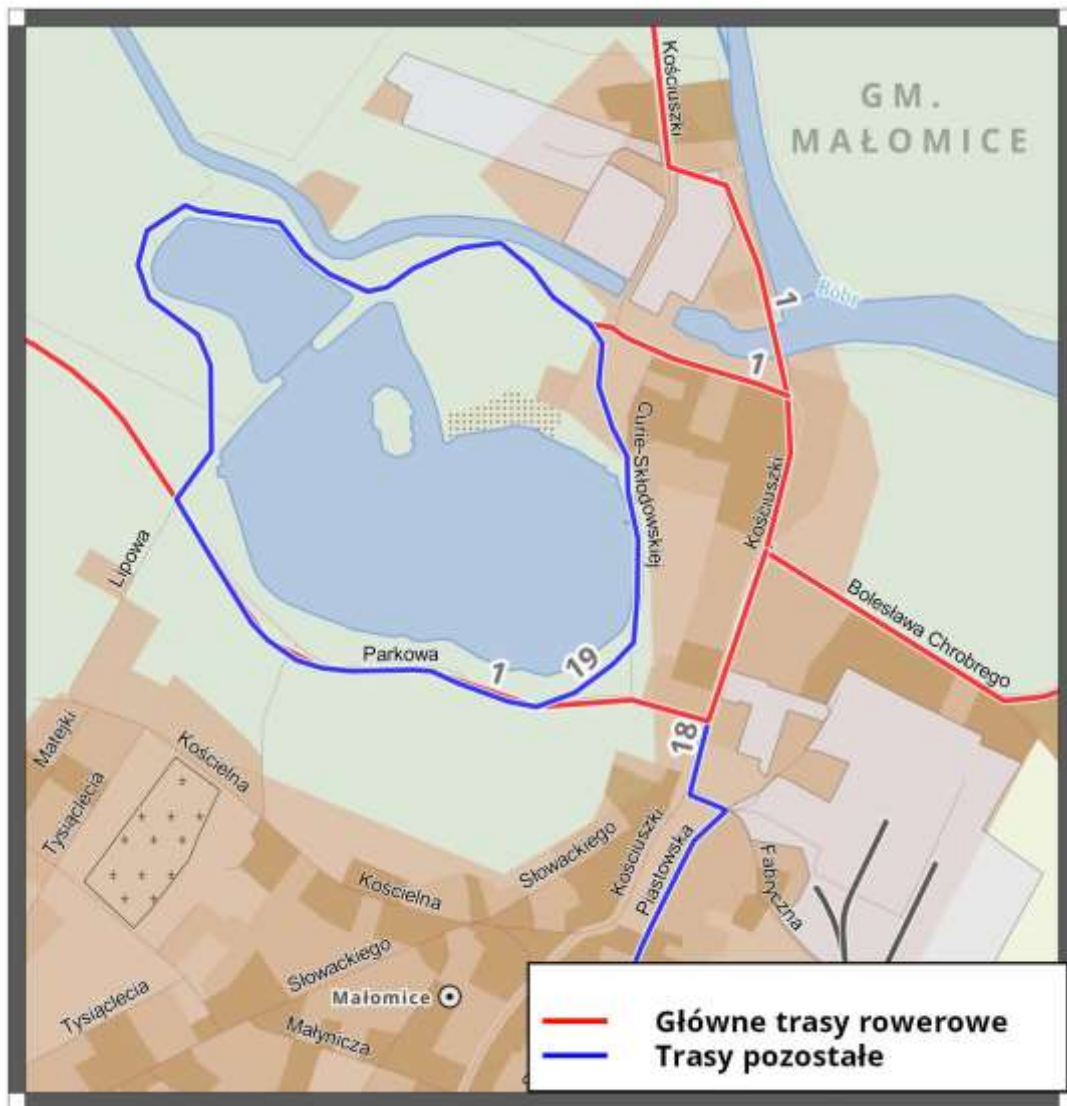 Kościuszki
GM.
MAŁOMICE
1
Bóbr
1
Curie-Skłodowskiej
Kościuszki
Lipowa
Bolesława Chrobrego
Parkowa
1
19
18
Matejki
Kościelna
Tysiąclecia
Kościuszki
Piastowska
Fabryczna
Słowackiego
Kościelna
Słowackiego
Małomice
Tysiąclecia
Małynicza
Główne trasy rowerowe
Trasy pozostałe